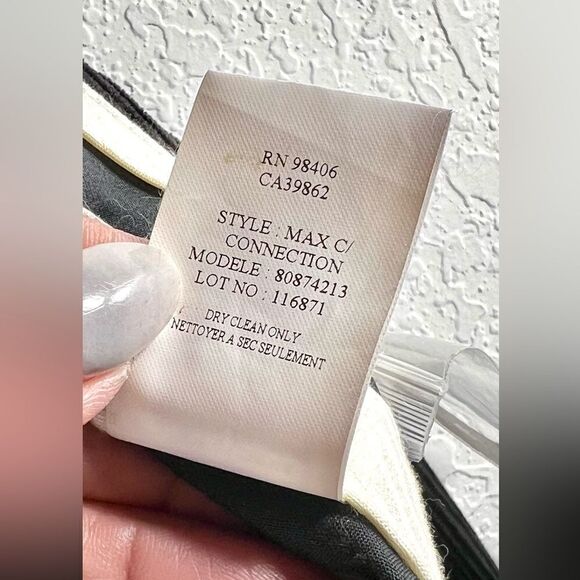 RN 98406
CA39862
STYLE : MAX C/
CONNECTION
MODELE : 80874213
LOT NO : 116871
DRY CLEAN ONLY
NETTOYER A SEC SEULEMENT